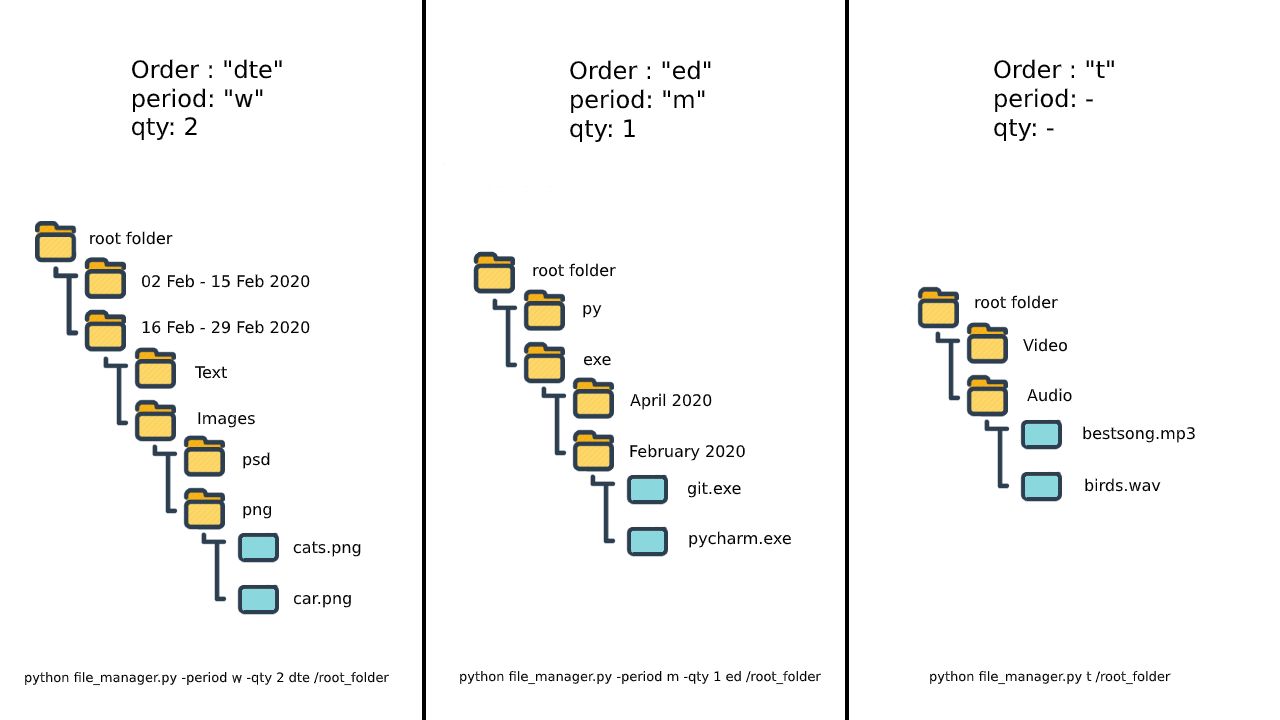 Order : "dte"
period: "w"
qty: 2
root folder
02 Feb - 15 Feb 2020
16 Feb - 29 Feb 2020
Text
Images
psd
png
cats.png
car.png
python file_manager.py -period w -qty 2 dte /root_folder
Order : "ed"
period: "m"
qty: 1
root folder
py
exe
April 2020
February 2020
git.exe
pycharm.exe
python file_manager.py -period m -qty 1 ed /root_folder
Order : "t"
period: -
qty: -
root folder
Video
Audio
bestsong.mp3
birds.wav
python file_manager.py t /root_folder